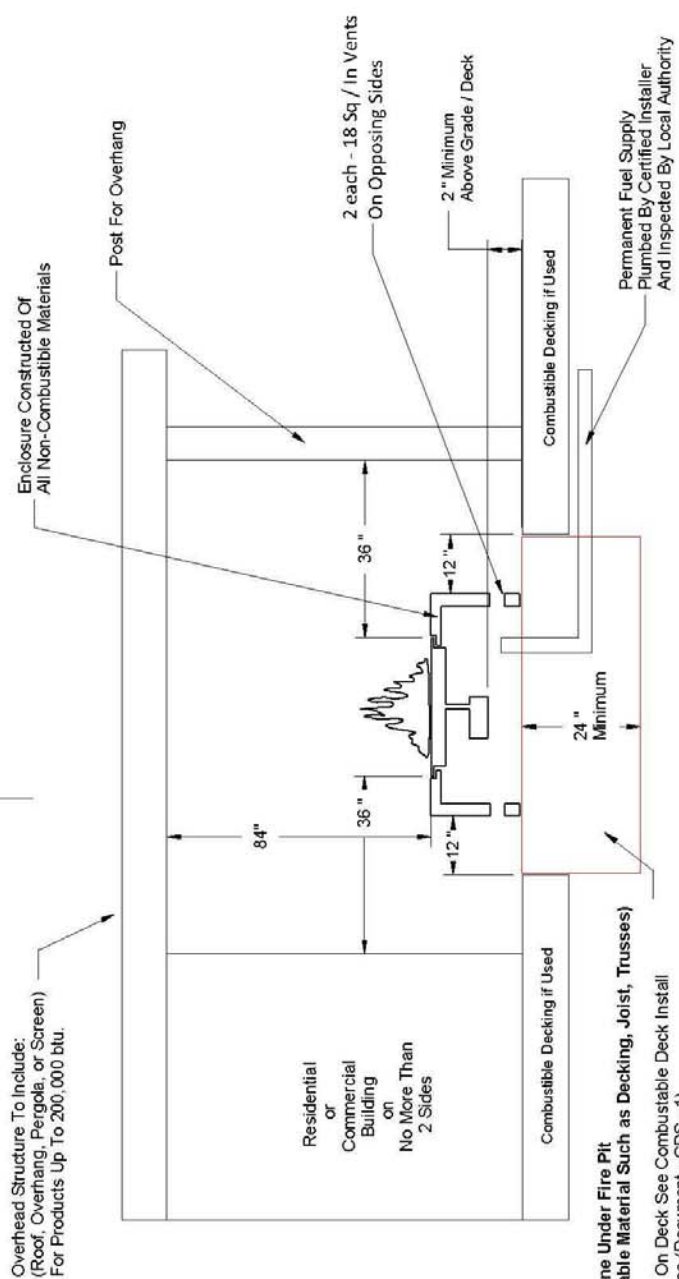 Overhead Structure To Include:
(Roof, Overhang, Pergola, or Screen)
For Products Up To 200,000 btu.
Enclosure Constructed Of
All Non-Combustible Materials
Post For Overhang
2 each - 18 Sq / In Vents
On Opposing Sides
2 " Minimum
Above Grade / Deck
84"
36 "
36 "
12 "
12 "
Residential
or
Commercial
Building
on
No More Than
2 Sides
Combustible Decking if Used
Combustible Decking if Used
24 "
Minimum
Permanent Fuel Supply
Plumbed By Certified Installer
And Inspected By Local Authority
Under Fire Pit
Material Such as Decking, Joist, Trusses)
On Deck See Combustable Deck Install